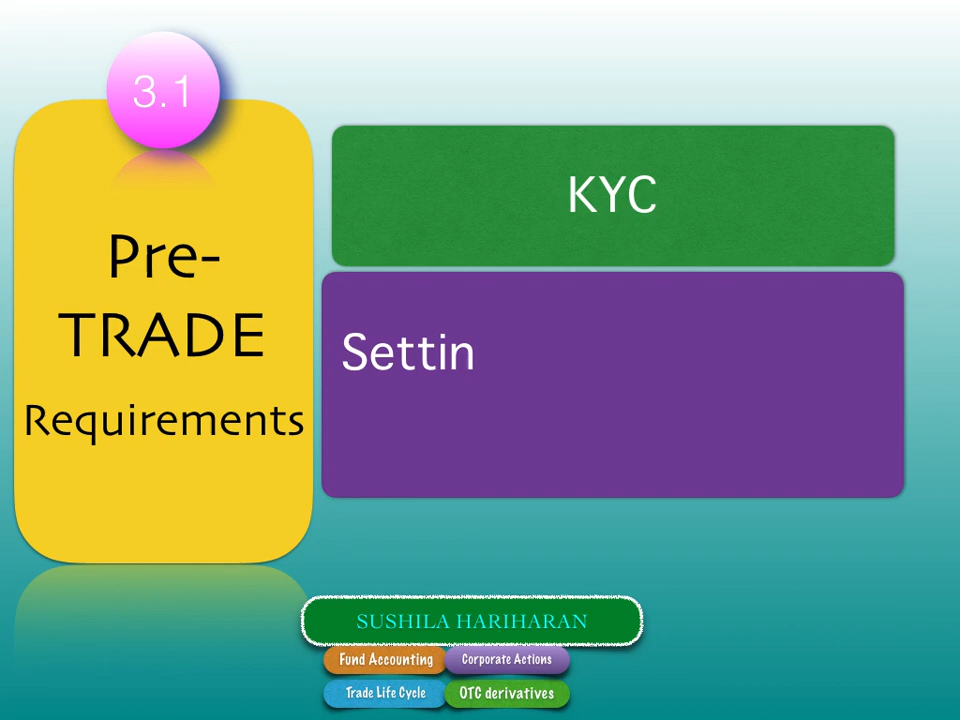 3.1
Pre-
TRADE
Requirements
KYC
Settin
SUSHILA HARIHARAN
Fund Accounting
Corporate Actions
Trade Life Cycle
OTC derivatives